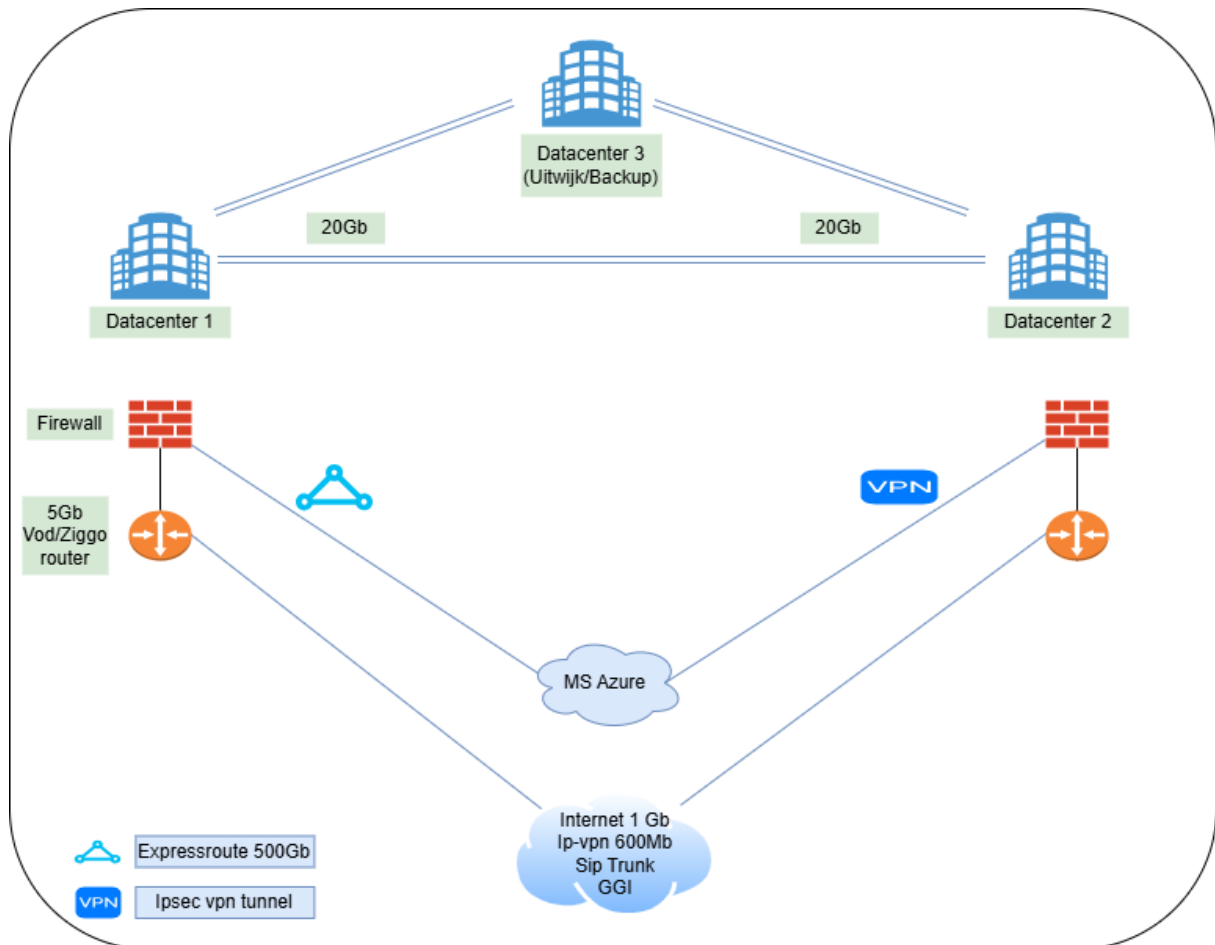 Datacenter 3
(Uitwijk/Backup)
20Gb
20Gb
Datacenter 1
Datacenter 2
Firewall
VPN
5Gb
Vod/Ziggo
router
MS Azure
Internet 1 Gb
Ip-vpn 600Mb
Sip Trunk
GGI
Expressroute 500Gb
VPN
Ipsec vpn tunnel